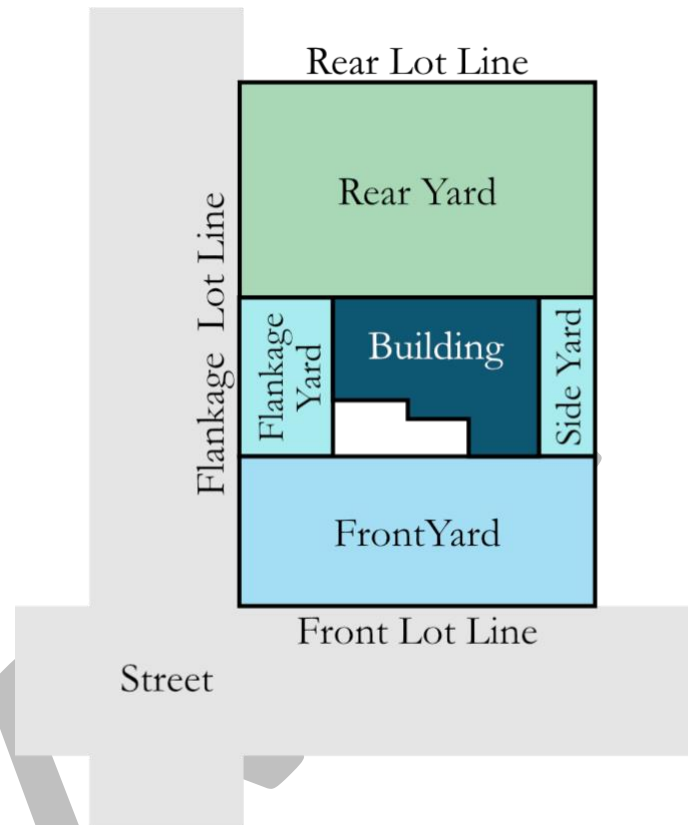 Rear Lot Line
Rear Yard
Flankage Lot Line
Flankage
Yard
Building
Side Yard
FrontYard
Front Lot Line
Street